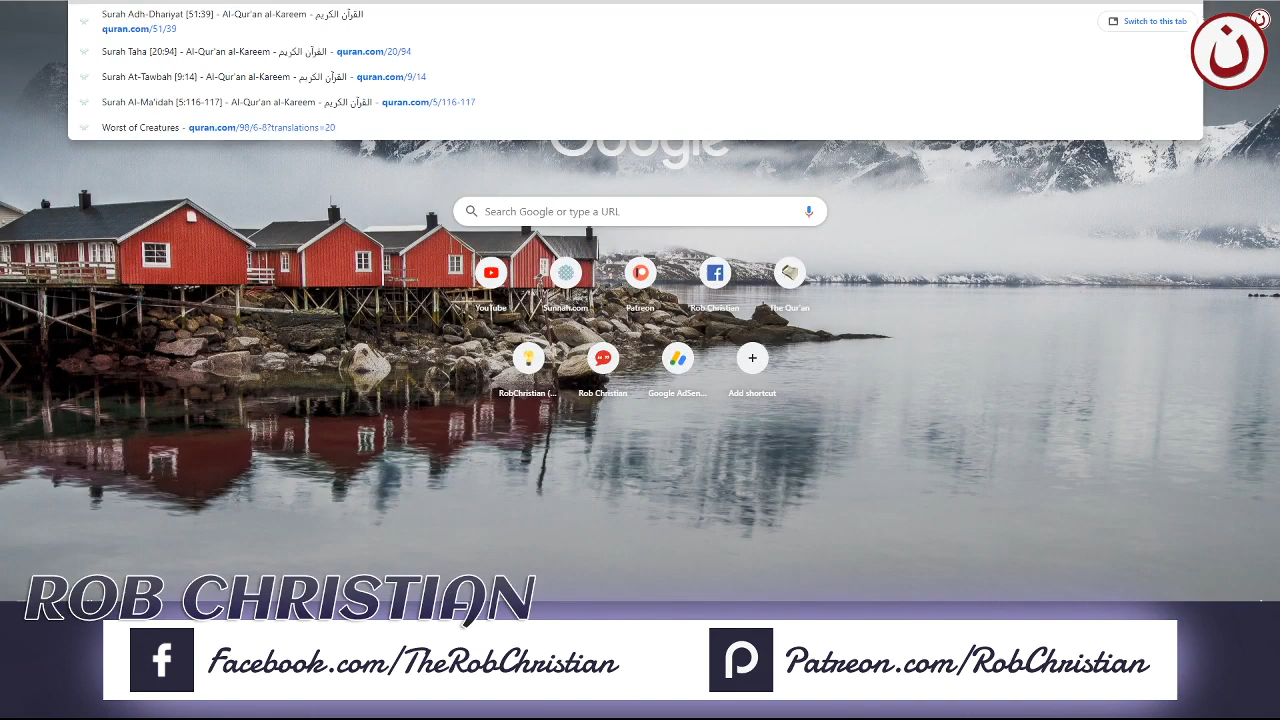 Surah Adh-Dhariyat [51:39] - Al-Qur'an al-Kareem - القرآن الكريم
quran.com/51/39
Switch to this tab
ن
ن
Surah Taha [20:94] - Al-Qur'an al-Kareem - القرآن الكريم - quran.com/20/94
Surah At-Tawbah [9:14] - Al-Qur'an al-Kareem - القرآن الكريم - quran.com/9/14
Surah Al-Ma'idah [5:116-117] - Al-Qur'an al-Kareem - القرآن الكريم - quran.com/5/116-117
Worst of Creatures - quran.com/98/6-8?translations=20
Google
Search Google or type a URL
YouTube
Sunnah.com
Patreon
Rob Christian
The Qur'an
RobChristian (...
Rob Christian
Google AdSen...
Add shortcut
ROB CHRISTIAN
Facebook.com/TheRobChristian
Patreon.com/RobChristian